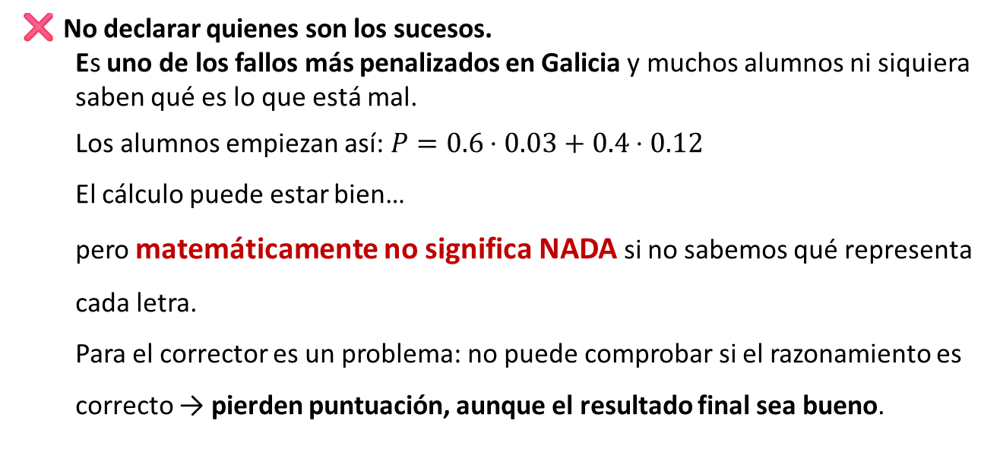 ❌ No declarar quienes son los sucesos.
Es uno de los fallos más penalizados en Galicia y muchos alumnos ni siquiera
saben qué es lo que está mal.
Los alumnos empiezan así: P = 0.6 · 0.03 + 0.4 · 0.12
El cálculo puede estar bien...
pero matemáticamente no significa NADA si no sabemos qué representa
cada letra.
Para el corrector es un problema: no puede comprobar si el razonamiento es
correcto → pierden puntuación, aunque el resultado final sea bueno.